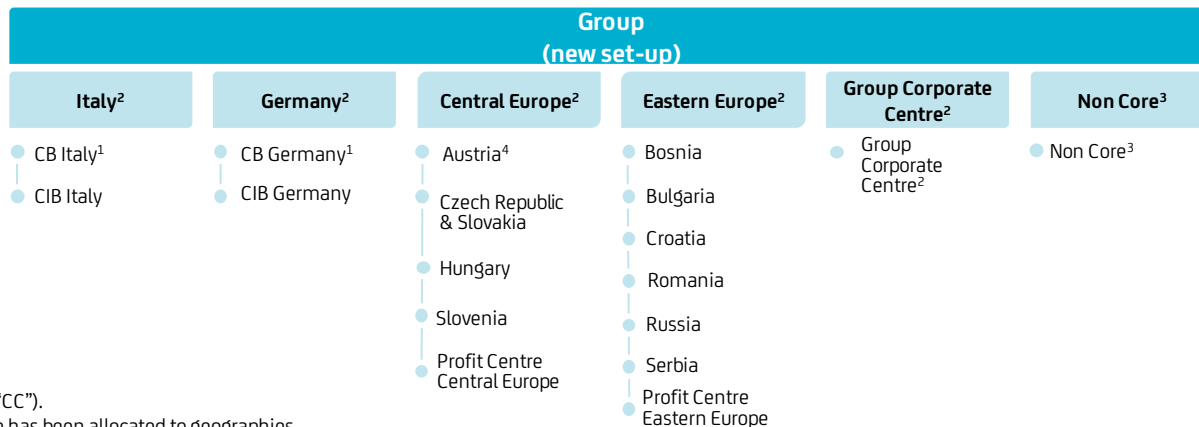 Group
(new set-up)
Italy²
Germany²
Central Europe²
Eastern Europe²
Group Corporate
Centre²
Non Core³
CB Italy¹
CIB Italy
CB Germany¹
CIB Germany
Austria⁴
Czech Republic
& Slovakia
Hungary
Slovenia
Profit Centre
Central Europe
Bosnia
Bulgaria
Croatia
Romania
Russia
Serbia
Profit Centre
Eastern Europe
Group
Corporate
Centre²
Non Core³
"CC").
has been allocated to geographies